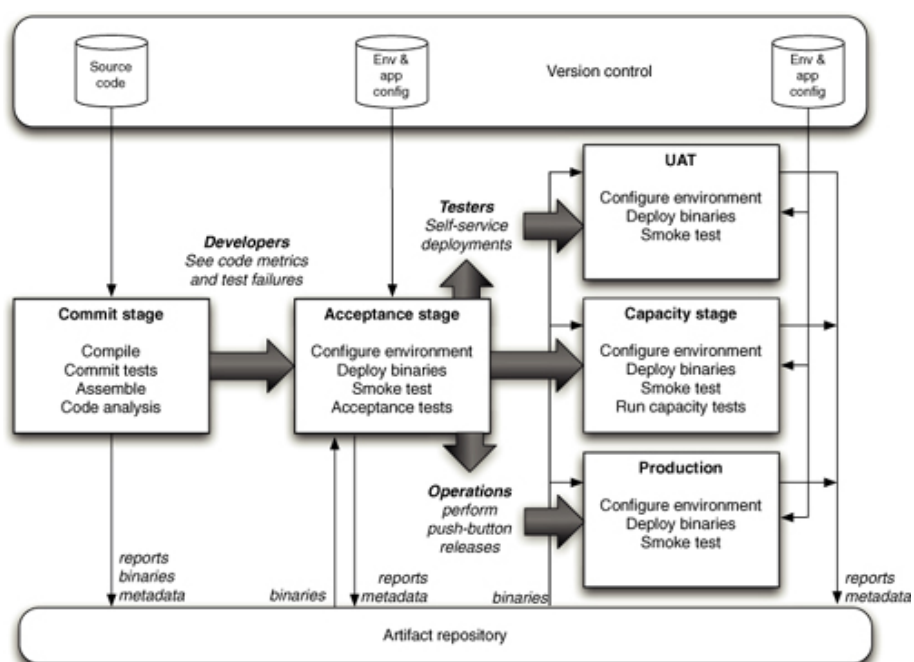 Source
code
Env &
app
config
Version control
Env &
app
config
UAT
Configure environment
Deploy binaries
Smoke test
Testers
Self-service
deployments
Developers
See code metrics
and test failures
Commit stage
Compile
Commit tests
Assemble
Code analysis
Acceptance stage
Configure environment
Deploy binaries
Smoke test
Acceptance tests
Capacity stage
Configure environment
Deploy binaries
Smoke test
Run capacity tests
Operations
perform
push-button
releases
Production
Configure environment
Deploy binaries
Smoke test
reports
binaries
metadata
binaries
reports
metadata
binaries
reports
metadata
Artifact repository